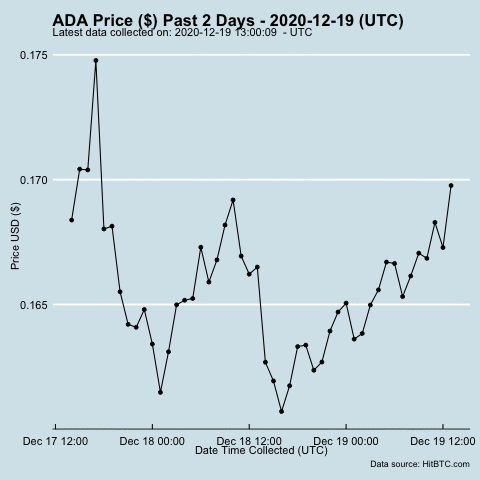 ADA Price ($) Past 2 Days - 2020-12-19 (UTC)
Latest data collected on: 2020-12-19 13:00:09 - UTC
0.175
0.170
0.165
Price USD ($)
Dec 17 12:00 Dec 18 00:00 Dec 18 12:00 Dec 19 00:00 Dec 19 12:00
Date Time Collected (UTC)
Data source: HitBTC.com